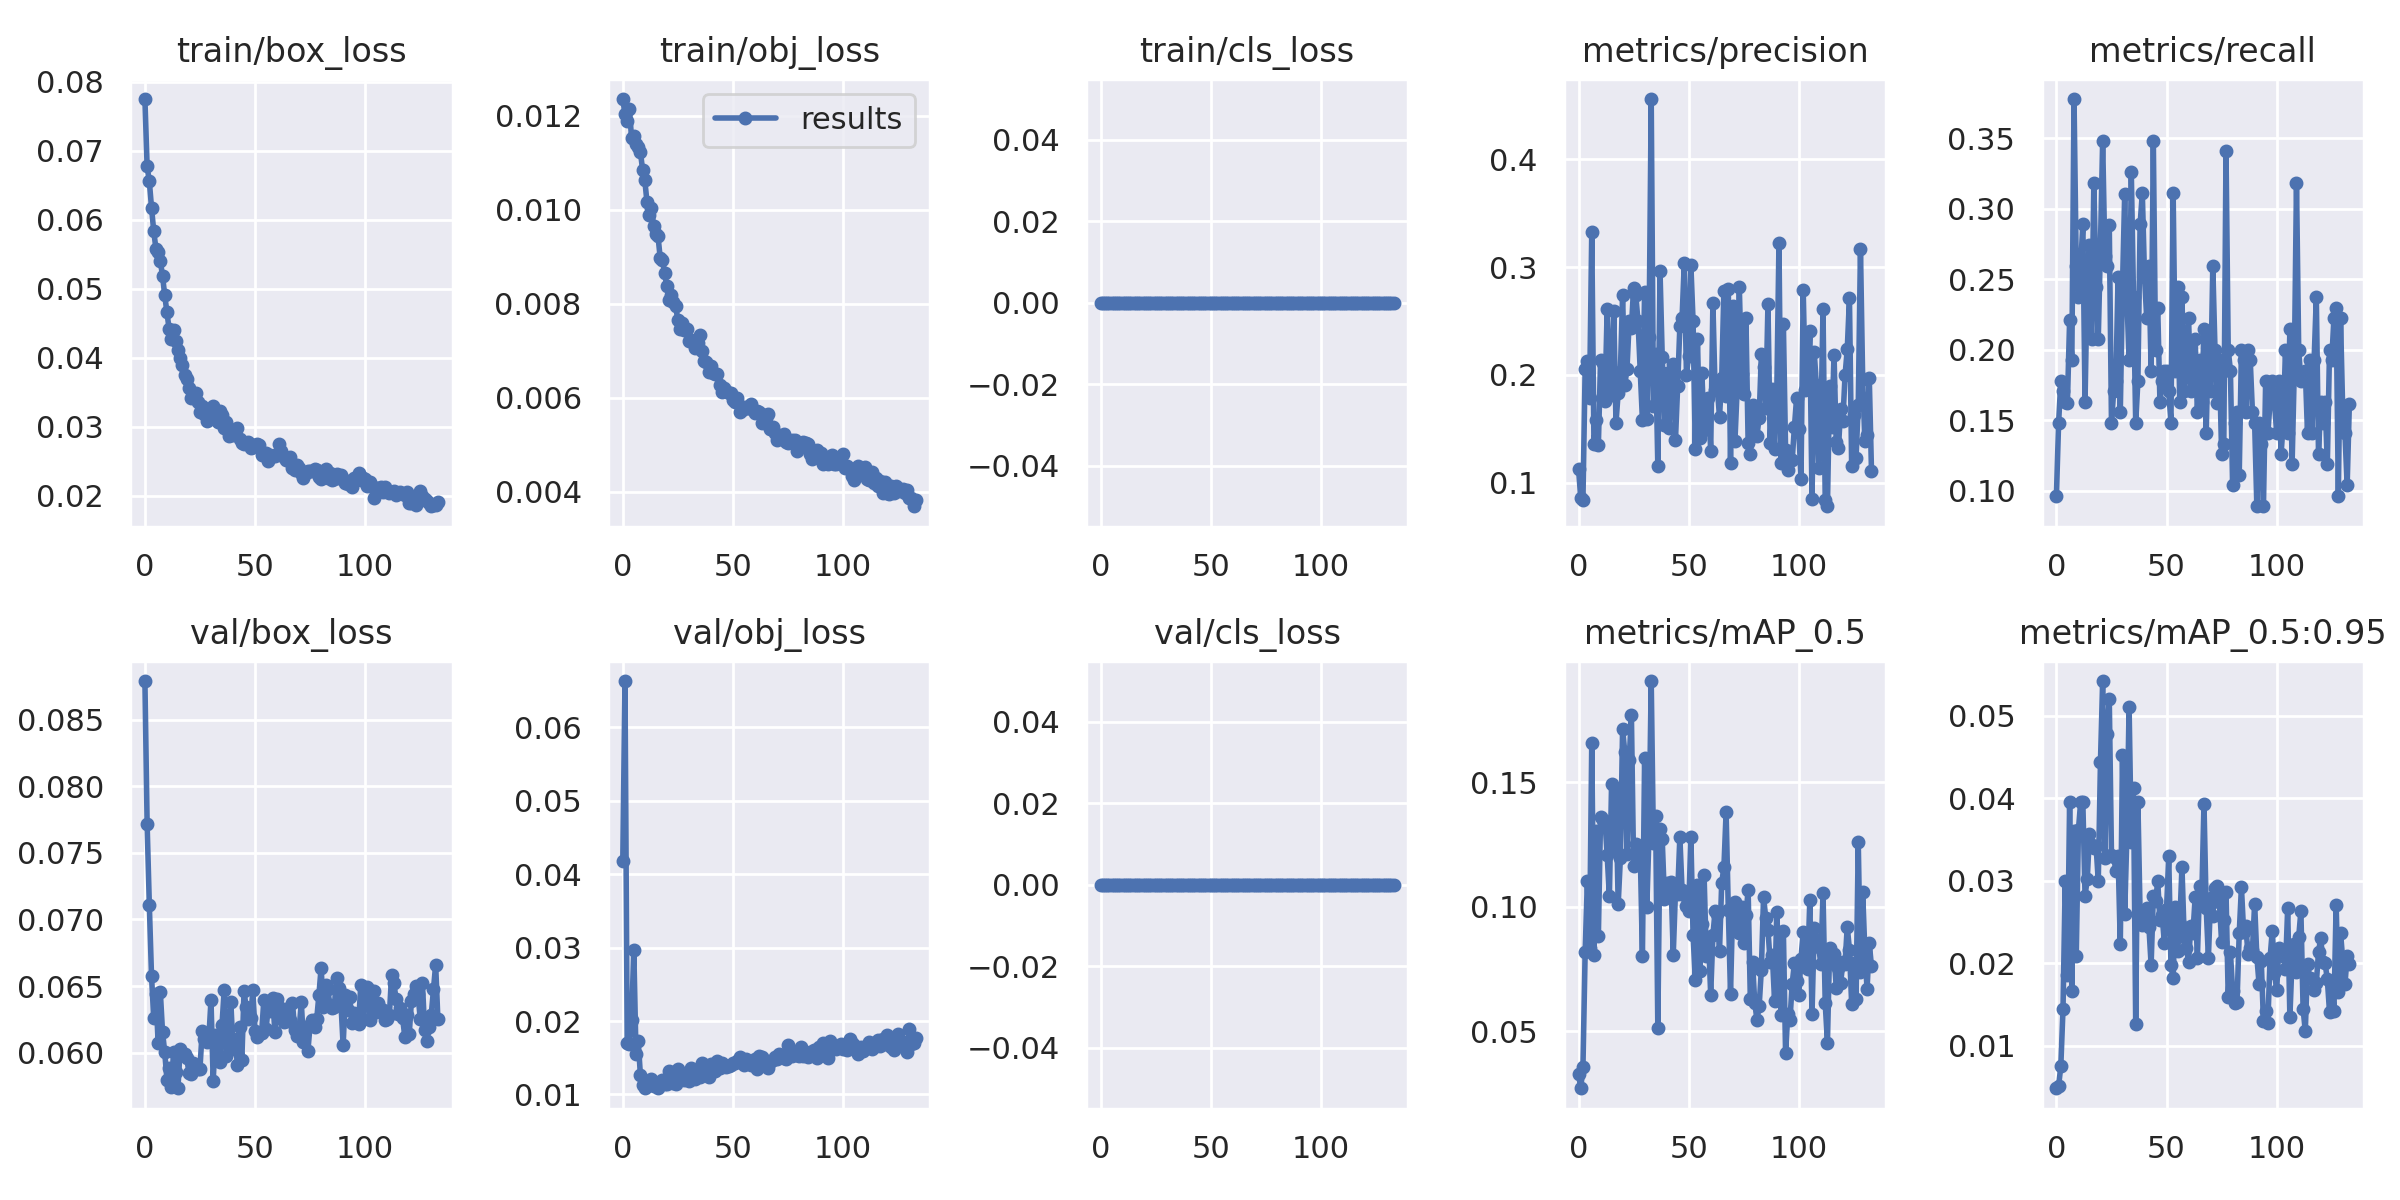 train/box_loss
train/obj_loss
train/cls_loss
metrics/precision
metrics/recall
0.08
0.07
0.06
0.05
0.04
0.03
0.02
0 50 100
results
0.012
0.010
0.008
0.006
0.004
0 50 100
0.04
0.02
0.00
−0.02
−0.04
0 50 100
0.4
0.3
0.2
0.1
0 50 100
0.35
0.30
0.25
0.20
0.15
0.10
0 50 100
val/box_loss
val/obj_loss
val/cls_loss
metrics/mAP_0.5
metrics/mAP_0.5:0.95
0.085
0.080
0.075
0.070
0.065
0.060
0 50 100
0.06
0.05
0.04
0.03
0.02
0.01
0 50 100
0.04
0.02
0.00
−0.02
−0.04
0 50 100
0.15
0.10
0.05
0 50 100
0.05
0.04
0.03
0.02
0.01
0 50 100